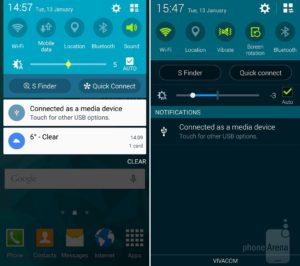 14:57 Tue, 13 January
Wi-Fi Mobile data Location Bluetooth Sound
5 AUTO
S Finder Quick Connect
Connected as a media device
Touch for other USB options.
6° - Clear 14:09
1 card
CLEAR
Google
Phone Contacts Messages Internet Apps
15:47 Tue, 13 January
Wi-Fi Location Vibrate Screen rotation Bluetooth
S Finder Quick connect
-3 Auto
NOTIFICATIONS
Connected as a media device
Touch for other USB options.
phoneArena
VIVACOM